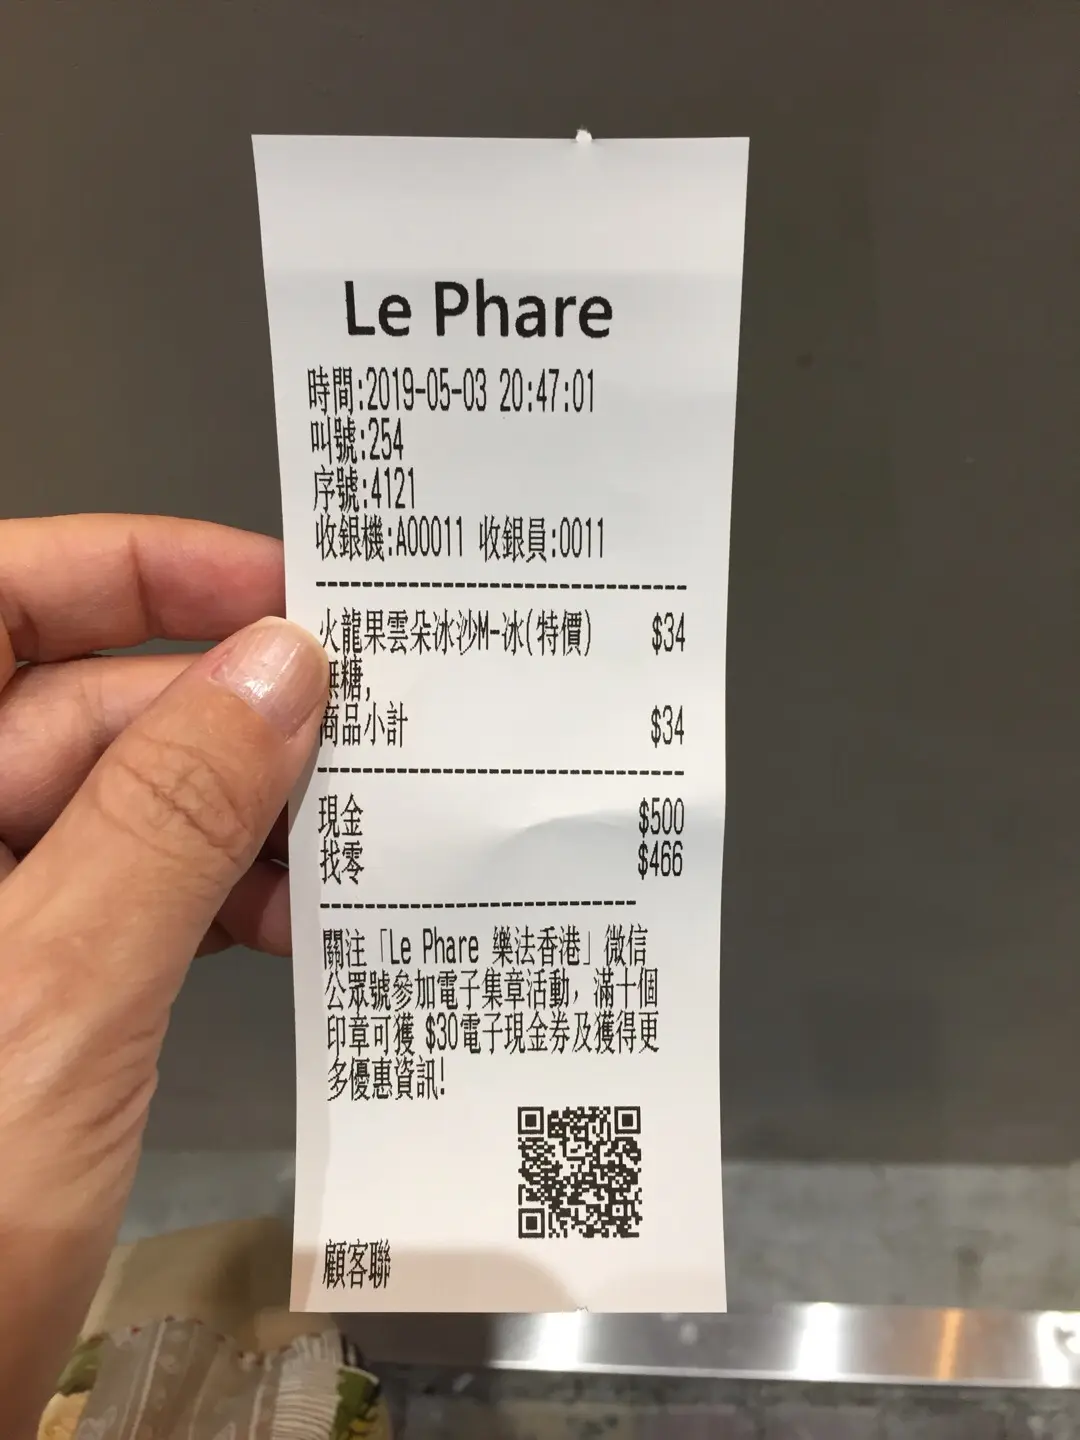 Le Phare
時間:2019-05-03 20:47:01
叫號:254
序號:4121
收銀機:A00011 收銀員:0011
火龍果雲朵冰沙M-冰(特價) $34
無糖,
商品小計 $34
現金 $500
找零 $466
關注「Le Phare 樂法香港」微信
公眾號參加電子集章活動，滿十個
印章可獲 $30電子現金券及獲得更
多優惠資訊!
顧客聯